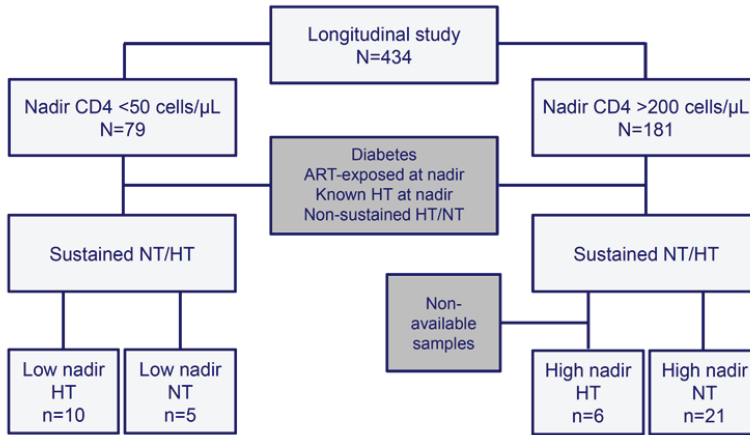 Longitudinal study
N=434
Nadir CD4 <50 cells/μL
N=79
Nadir CD4 >200 cells/μL
N=181
Diabetes
ART-exposed at nadir
Known HT at nadir
Non-sustained HT/NT
Sustained NT/HT
Sustained NT/HT
Non-
available
samples
Low nadir
HT
n=10
Low nadir
NT
n=5
High nadir
HT
n=6
High nadir
NT
n=21